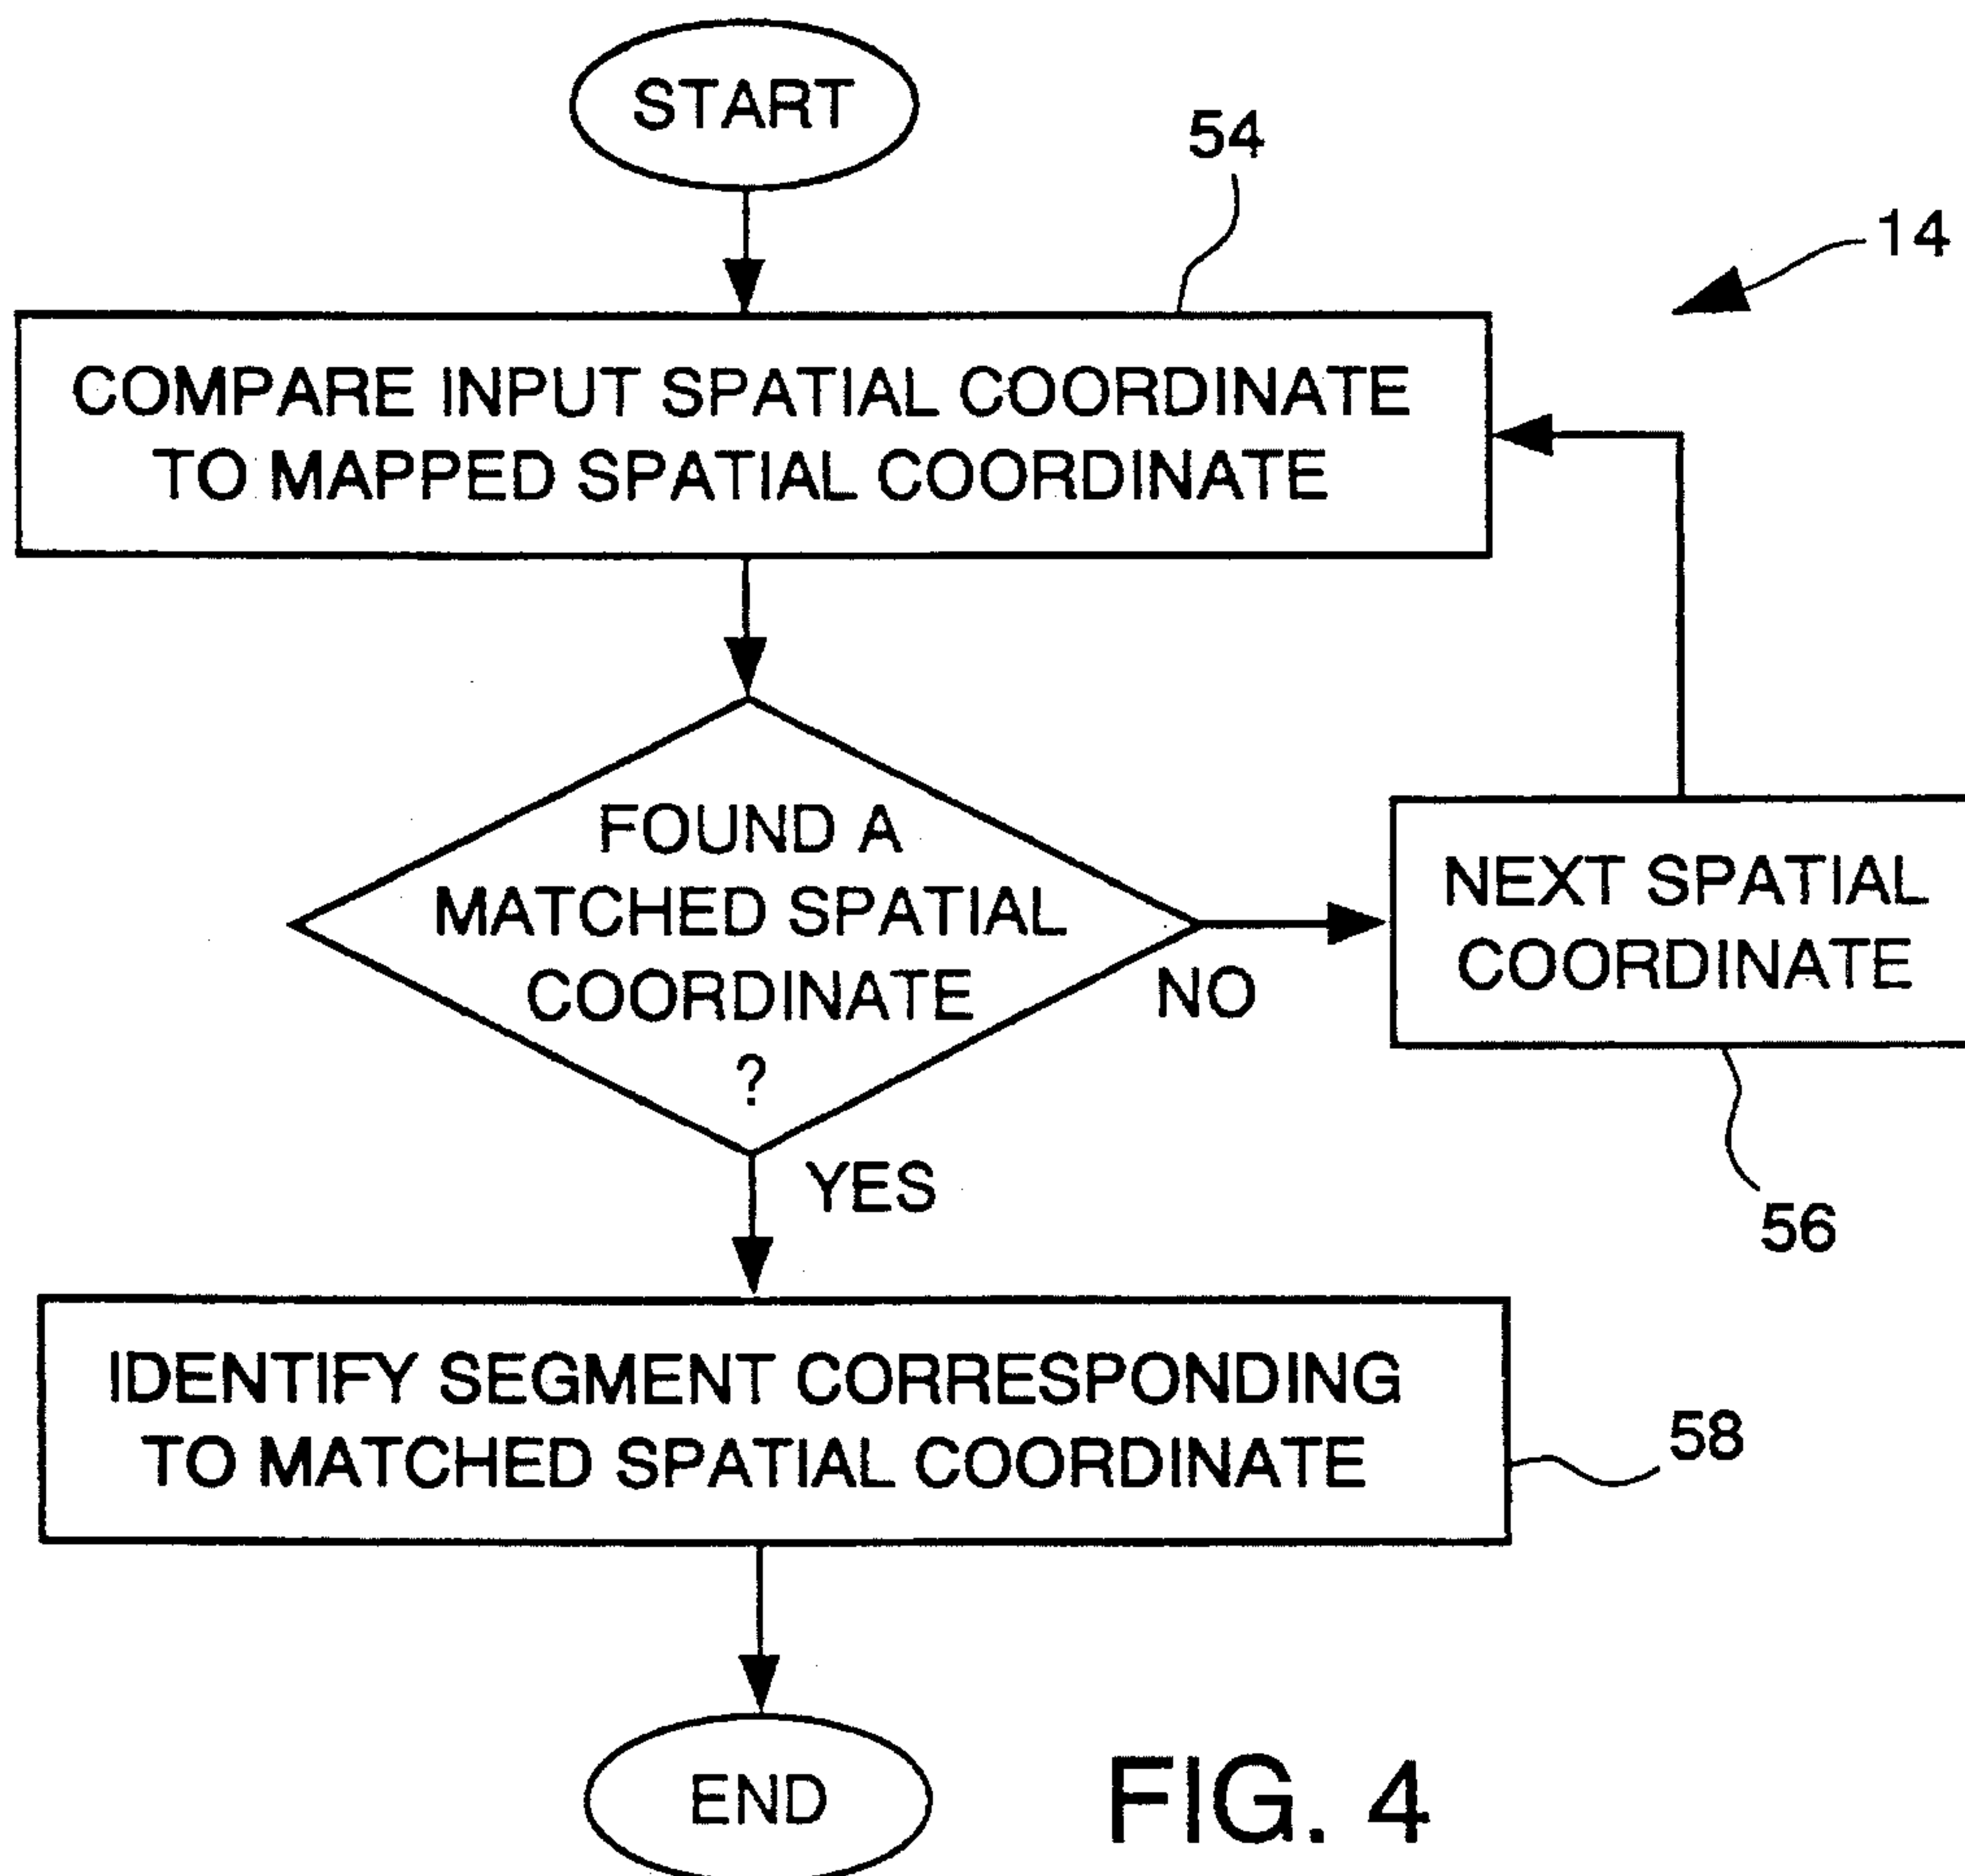 START
54
14
COMPARE INPUT SPATIAL COORDINATE
TO MAPPED SPATIAL COORDINATE
FOUND A
MATCHED SPATIAL
COORDINATE
?
NO
NEXT SPATIAL
COORDINATE
56
YES
IDENTIFY SEGMENT CORRESPONDING
TO MATCHED SPATIAL COORDINATE
58
END
FIG. 4